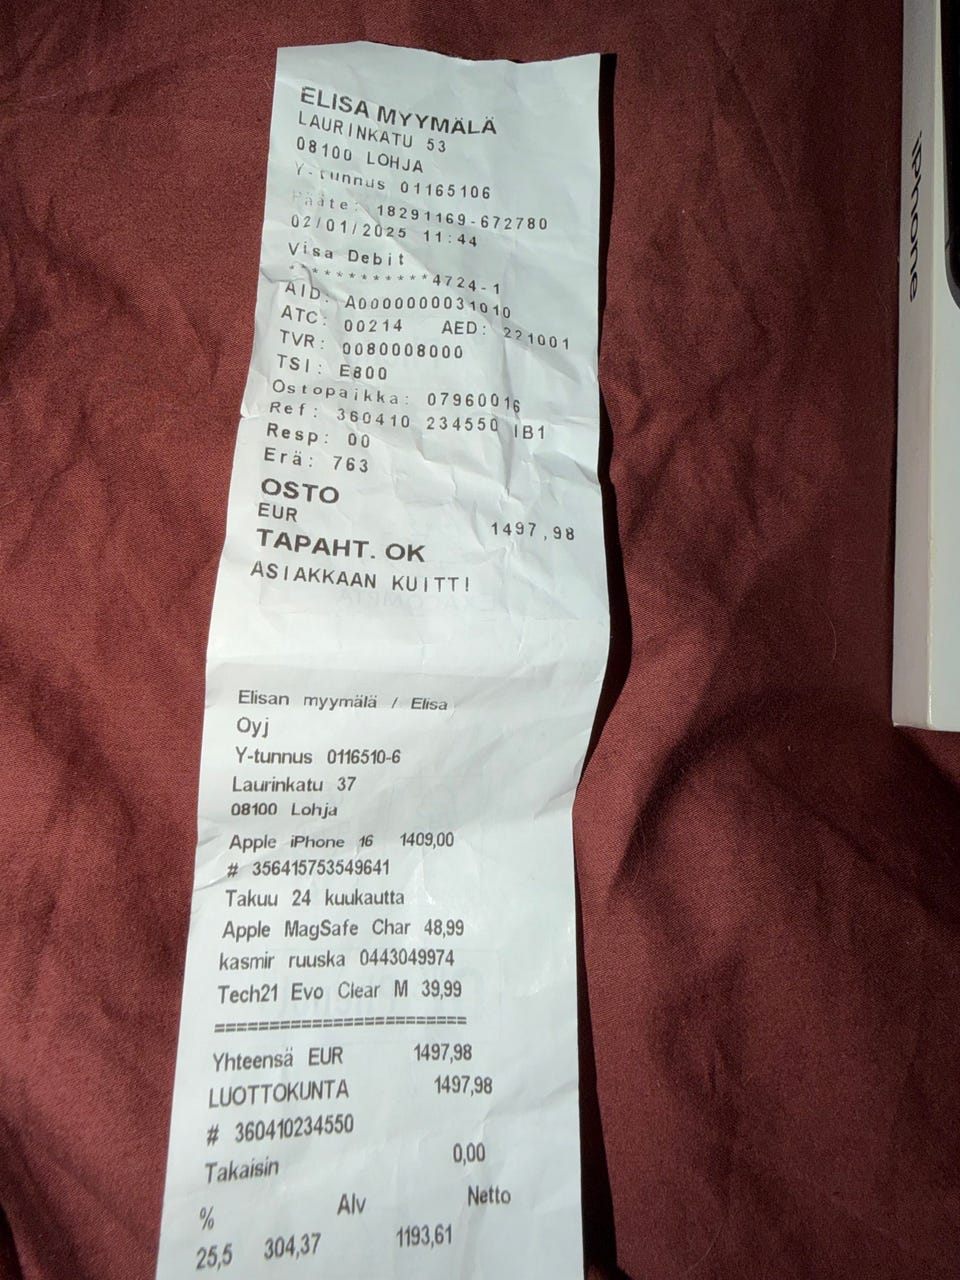 ELISA MYYMÄLÄ
LAURINKATU 53
08100 LOHJA
Y-tunnus 01165106
Pääte: 18291169-672780
02/01/2025 11:44
Visa Debit
************4724-1
AID: A0000000031010
ATC: 00214 AED: 221001
TVR: 0080008000
TSI: E800
Ostopaikka: 07960016
Ref: 360410 234550 IB1
Resp: 00
Erä: 763
OSTO
EUR 1497,98
TAPAHT. OK
ASIAKKAAN KUITTI
Elisan myymälä / Elisa
Oyj
Y-tunnus 0116510-6
Laurinkatu 37
08100 Lohja
Apple iPhone 16 1409,00
# 356415753549641
Takuu 24 kuukautta
Apple MagSafe Char 48,99
kasmir ruuska 0443049974
Tech21 Evo Clear M 39,99
========================
Yhteensä EUR 1497,98
LUOTTOKUNTA 1497,98
# 360410234550
Takaisin 0,00
% Alv Netto
25,5 304,37 1193,61
iPhone